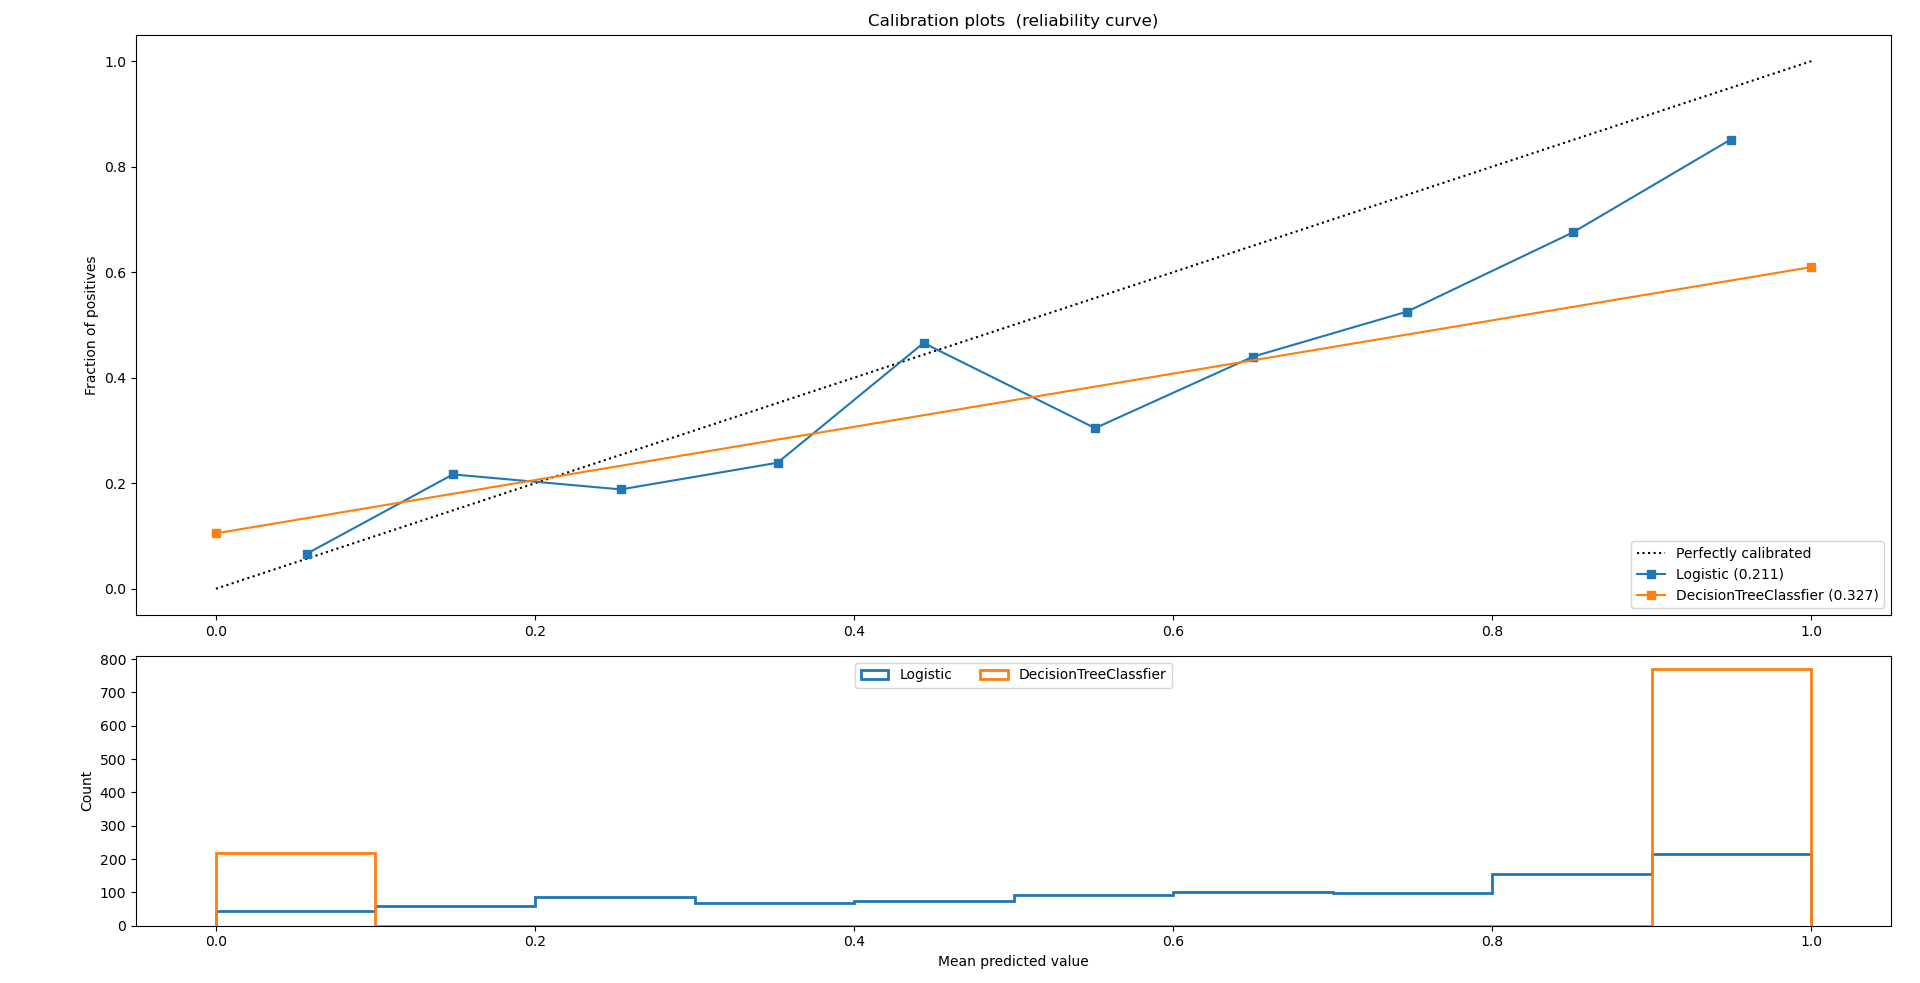 Calibration plots  (reliability curve)
Fraction of positives
1.0
0.8
0.6
0.4
0.2
0.0
Perfectly calibrated
Logistic (0.211)
DecisionTreeClassfier (0.327)
0.0 0.2 0.4 0.6 0.8 1.0
Logistic DecisionTreeClassfier
Count
800
700
600
500
400
300
200
100
0
0.0 0.2 0.4 0.6 0.8 1.0
Mean predicted value